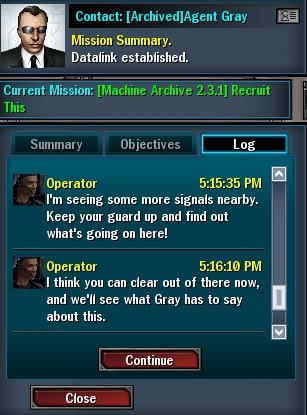 Contact: [Archived]Agent Gray
Mission Summary.
Datalink established.
Current Mission: [Machine Archive 2.3.1] Recruit
This
Summary
Objectives
Log
Operator 5:15:35 PM
I'm seeing some more signals nearby.
Keep your guard up and find out
what's going on here!
Operator 5:16:10 PM
I think you can clear out of there now,
and we'll see what Gray has to say
about this.
Continue
Close